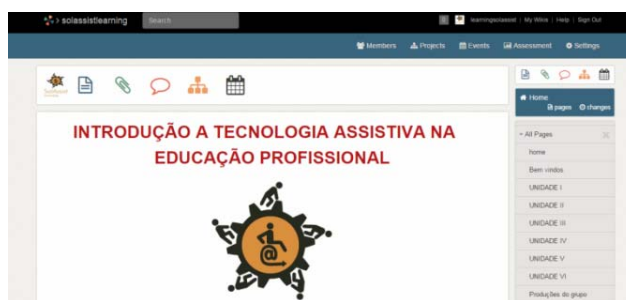 solassistlearning Search learningsolassist | My Wikis | Help | Sign Out
Members Projects Events Assessment Settings
INTRODUÇÃO A TECNOLOGIA ASSISTIVA NA
EDUCAÇÃO PROFISSIONAL
@
Home
pages changes
All Pages
home
Bem vindos
UNIDADE I
UNIDADE II
UNIDADE III
UNIDADE IV
UNIDADE V
UNIDADE VI
Produções do grupo